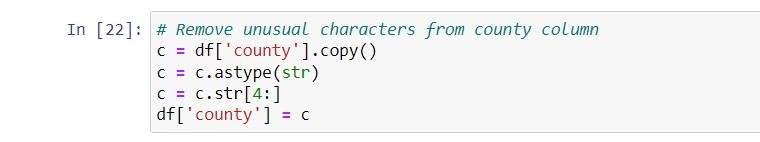 In [22]: # Remove unusual characters from county column
c = df['county'].copy()
c = c.astype(str)
c = c.str[4:]
df['county'] = c